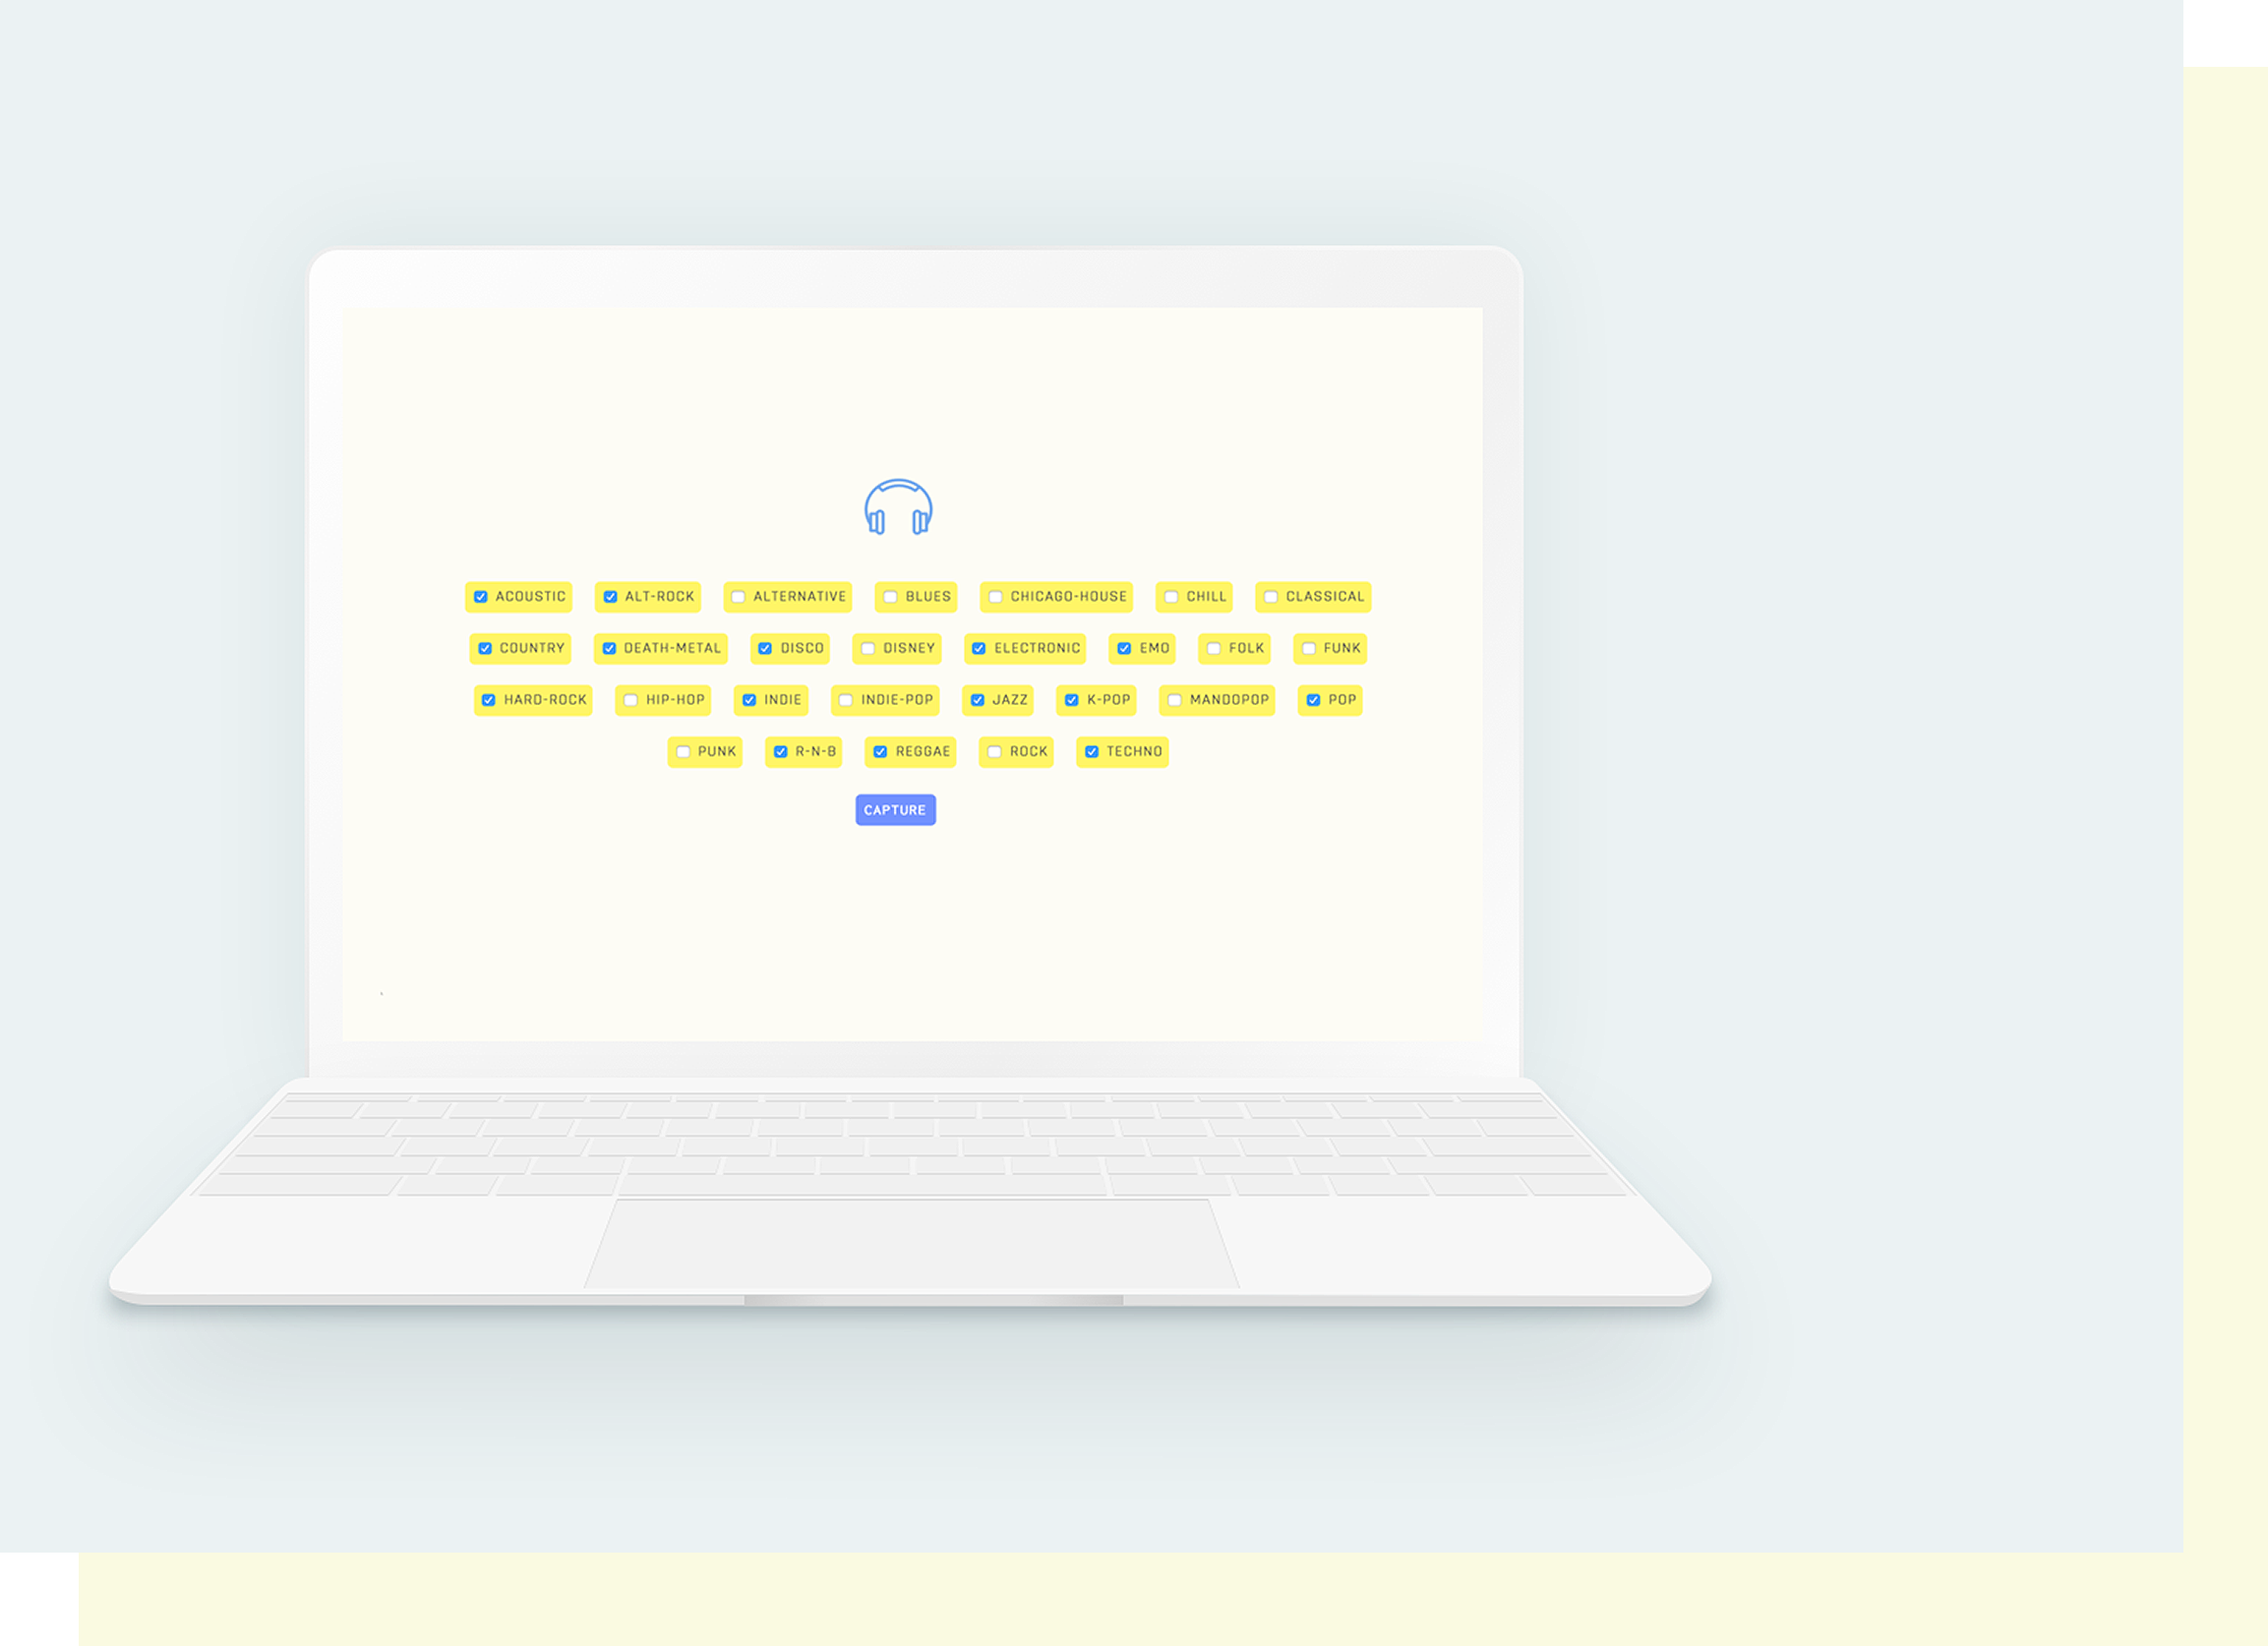 ACOUSTIC ALT-ROCK ALTERNATIVE BLUES CHICAGO-HOUSE CHILL CLASSICAL
COUNTRY DEATH-METAL DISCO DISNEY ELECTRONIC EMO FOLK FUNK
HARD-ROCK HIP-HOP INDIE INDIE-POP JAZZ K-POP MANDOPOP POP
PUNK R-N-B REGGAE ROCK TECHNO
CAPTURE